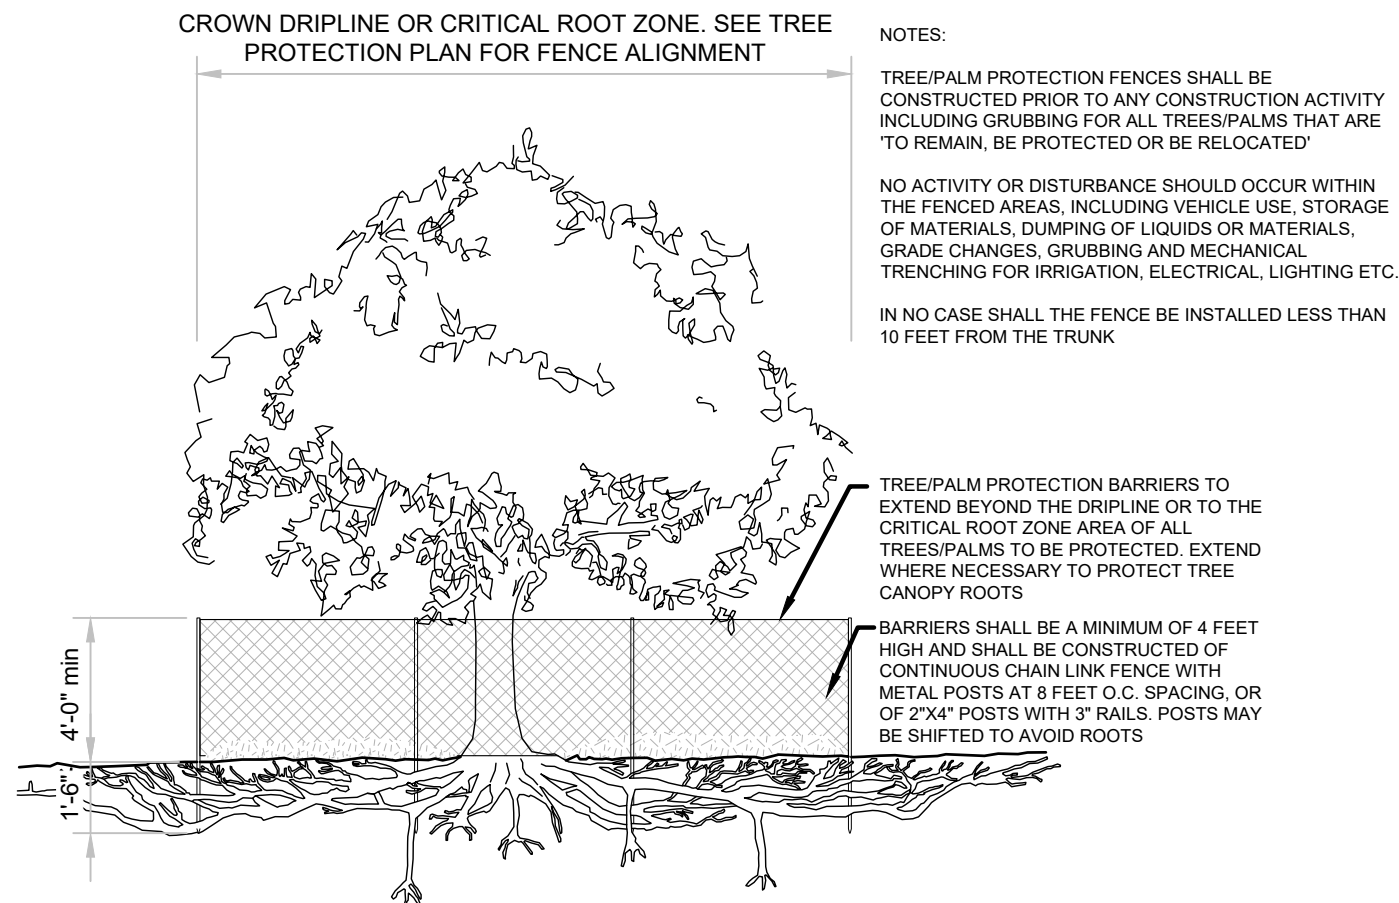 CROWN DRIPLINE OR CRITICAL ROOT ZONE. SEE TREE
PROTECTION PLAN FOR FENCE ALIGNMENT
NOTES:
TREE/PALM PROTECTION FENCES SHALL BE
CONSTRUCTED PRIOR TO ANY CONSTRUCTION ACTIVITY
INCLUDING GRUBBING FOR ALL TREES/PALMS THAT ARE
'TO REMAIN, BE PROTECTED OR BE RELOCATED'
NO ACTIVITY OR DISTURBANCE SHOULD OCCUR WITHIN
THE FENCED AREAS, INCLUDING VEHICLE USE, STORAGE
OF MATERIALS, DUMPING OF LIQUIDS OR MATERIALS,
GRADE CHANGES, GRUBBING AND MECHANICAL
TRENCHING FOR IRRIGATION, ELECTRICAL, LIGHTING ETC.
IN NO CASE SHALL THE FENCE BE INSTALLED LESS THAN
10 FEET FROM THE TRUNK
TREE/PALM PROTECTION BARRIERS TO
EXTEND BEYOND THE DRIPLINE OR TO THE
CRITICAL ROOT ZONE AREA OF ALL
TREES/PALMS TO BE PROTECTED. EXTEND
WHERE NECESSARY TO PROTECT TREE
CANOPY ROOTS
BARRIERS SHALL BE A MINIMUM OF 4 FEET
HIGH AND SHALL BE CONSTRUCTED OF
CONTINUOUS CHAIN LINK FENCE WITH
METAL POSTS AT 8 FEET O.C. SPACING, OR
OF 2"X4" POSTS WITH 3" RAILS. POSTS MAY
BE SHIFTED TO AVOID ROOTS
4'-0" min
1'-6"